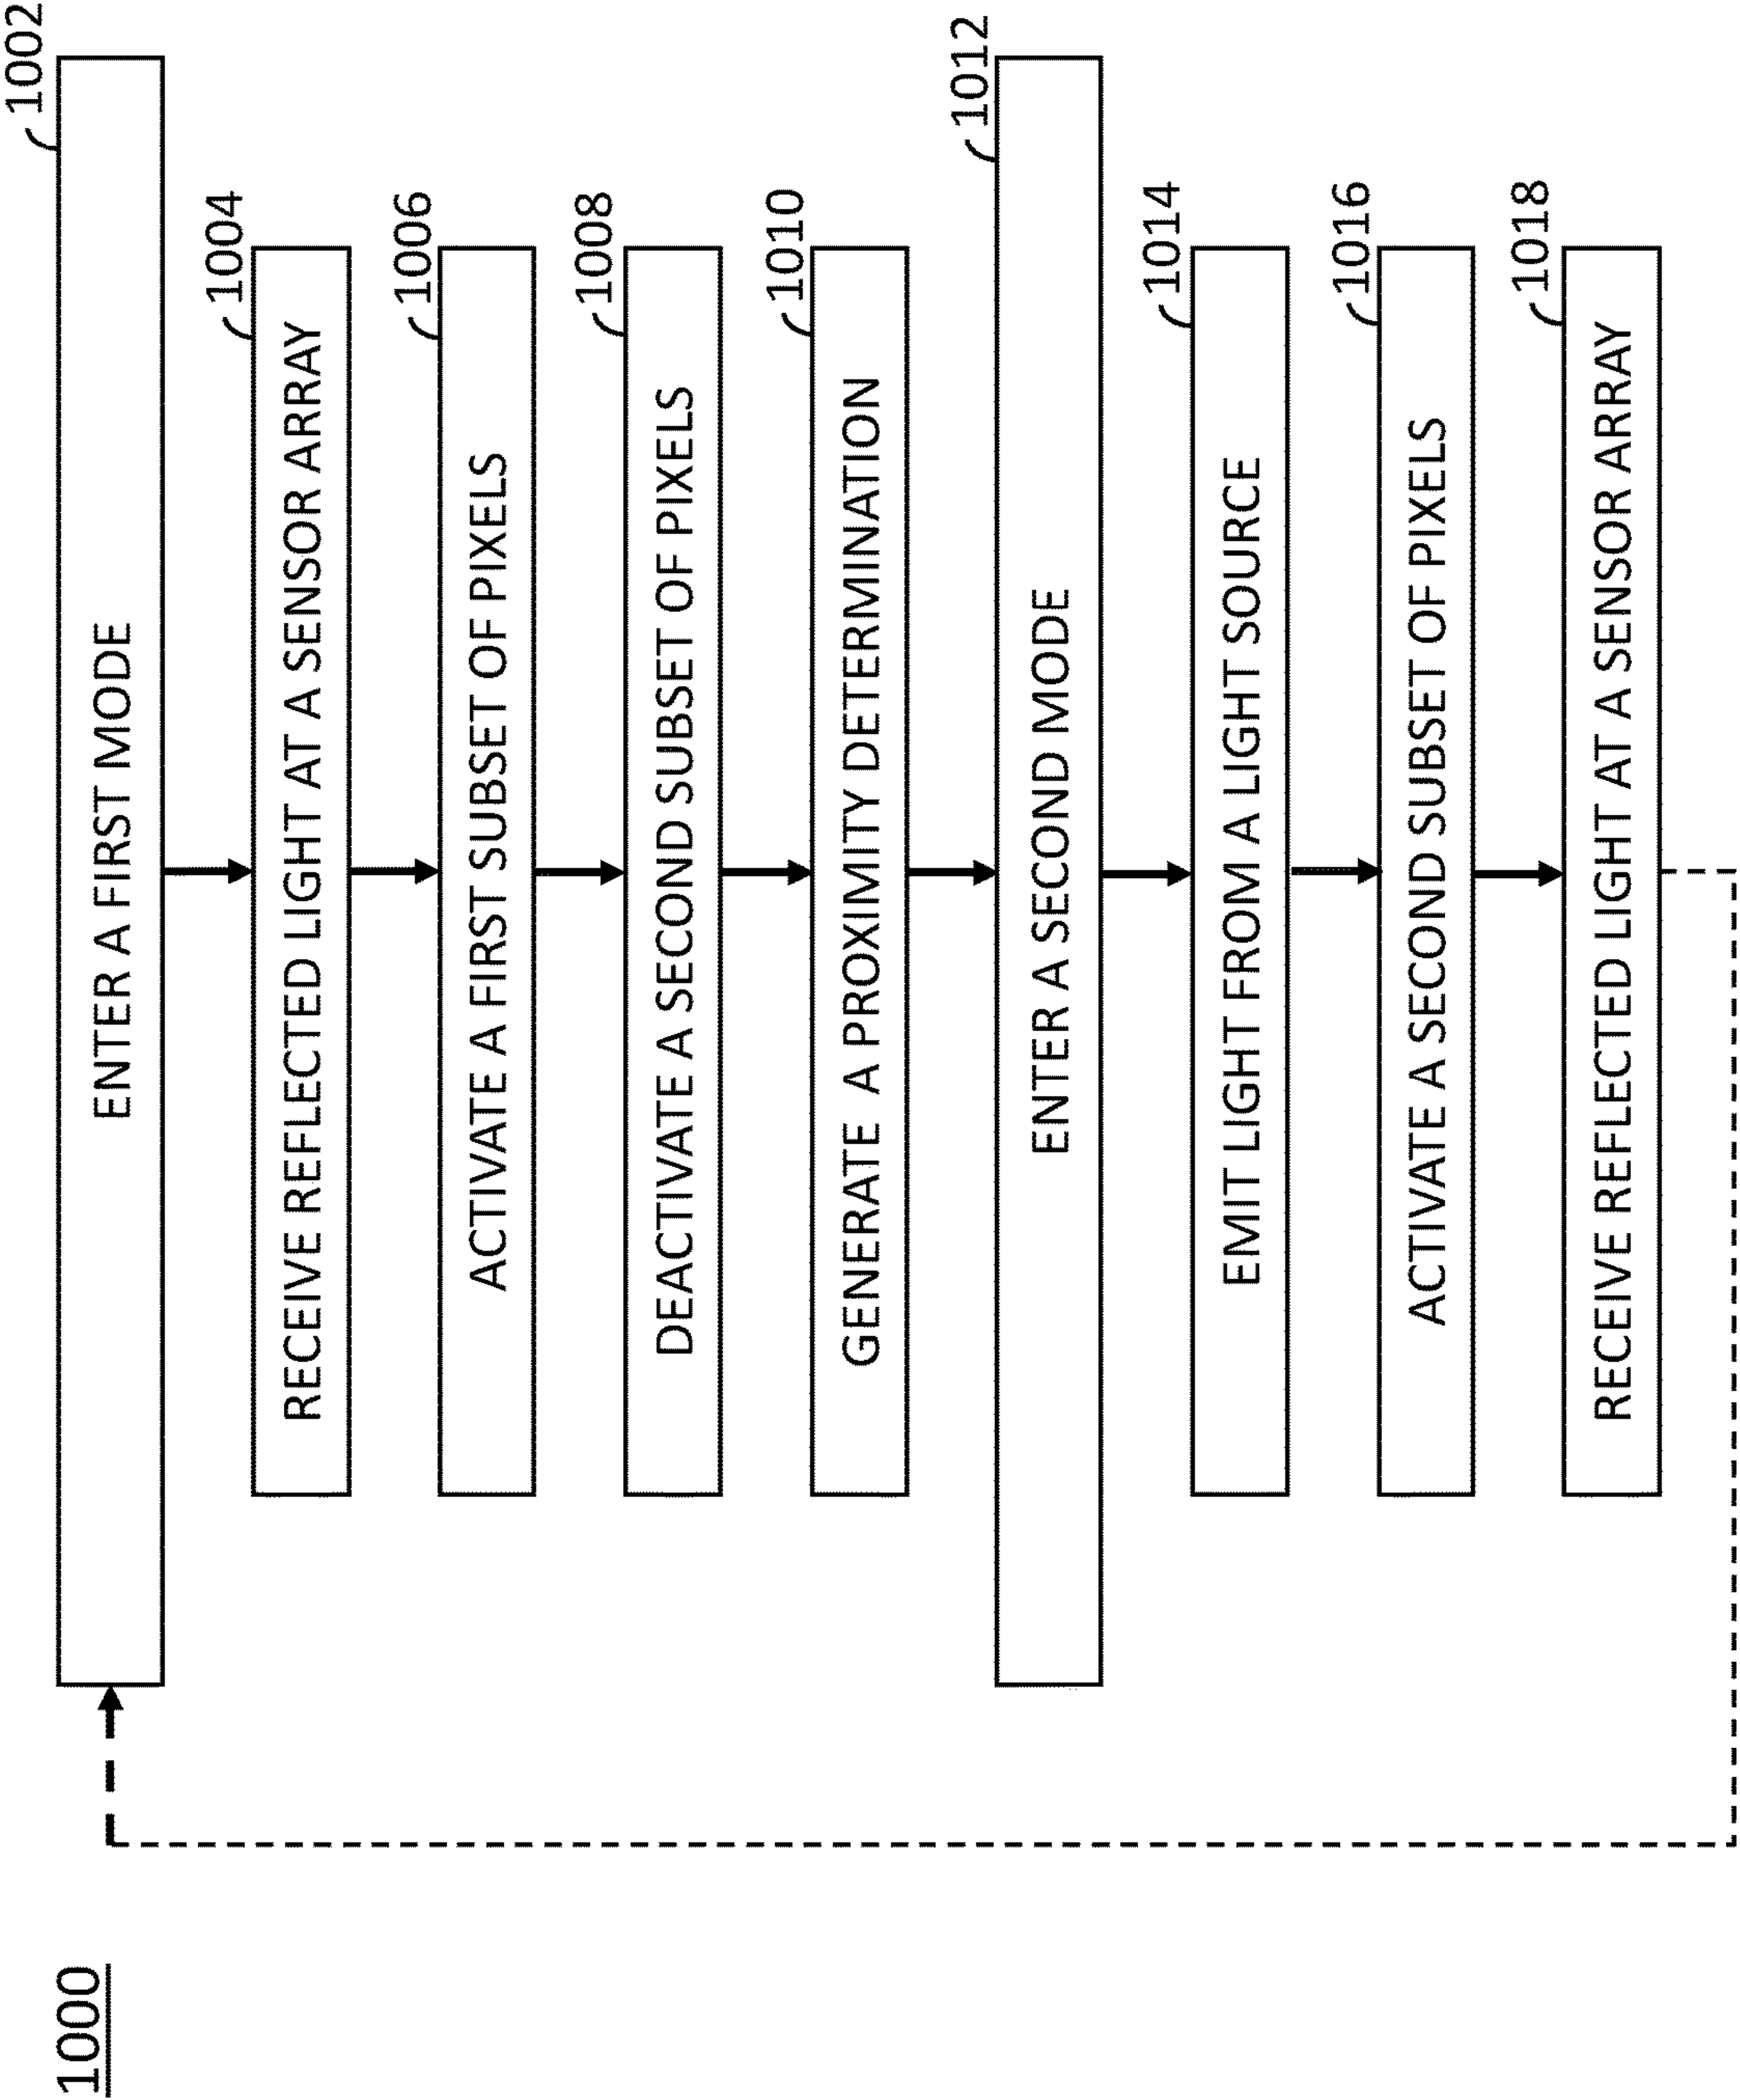 1000
1002
ENTER A FIRST MODE
1004
RECEIVE REFLECTED LIGHT AT A SENSOR ARRAY
1006
ACTIVATE A FIRST SUBSET OF PIXELS
1008
DEACTIVATE A SECOND SUBSET OF PIXELS
1010
GENERATE A PROXIMITY DETERMINATION
1012
ENTER A SECOND MODE
1014
EMIT LIGHT FROM A LIGHT SOURCE
1016
ACTIVATE A SECOND SUBSET OF PIXELS
1018
RECEIVE REFLECTED LIGHT AT A SENSOR ARRAY